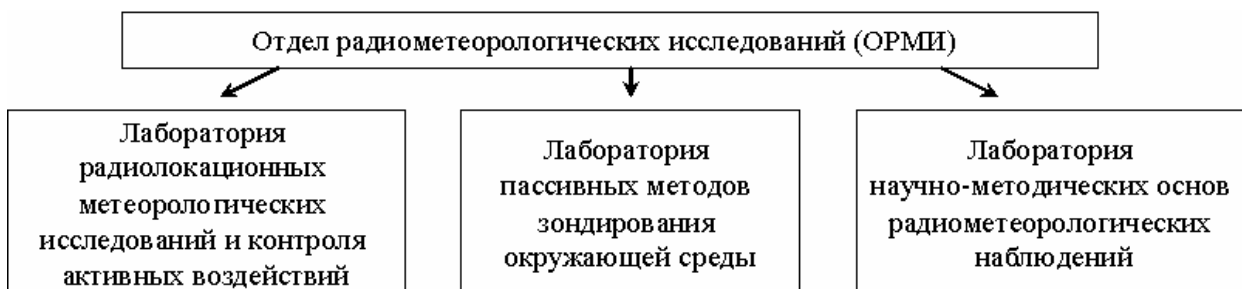 Отдел радиометеорологических исследований (ОРМИ)
Лаборатория
радиолокационных
метеорологических
исследований и контроля
активных воздействий
Лаборатория
пассивных методов
зондирования
окружающей среды
Лаборатория
научно-методических основ
радиометеорологических
наблюдений